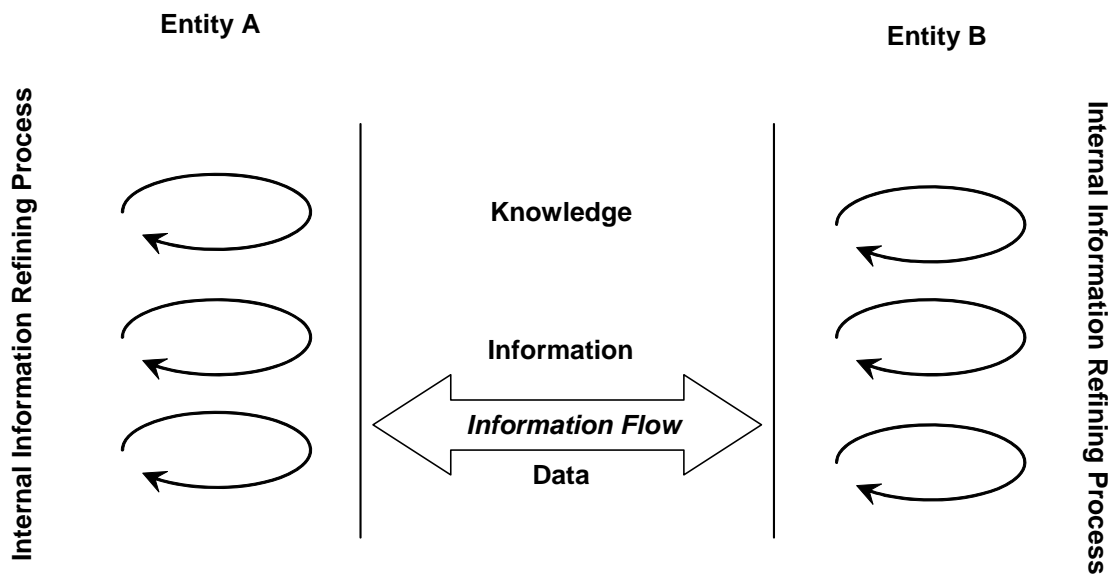 Entity A
Entity B
Internal Information Refining Process
Knowledge
Information
Information Flow
Data
Internal Information Refining Process